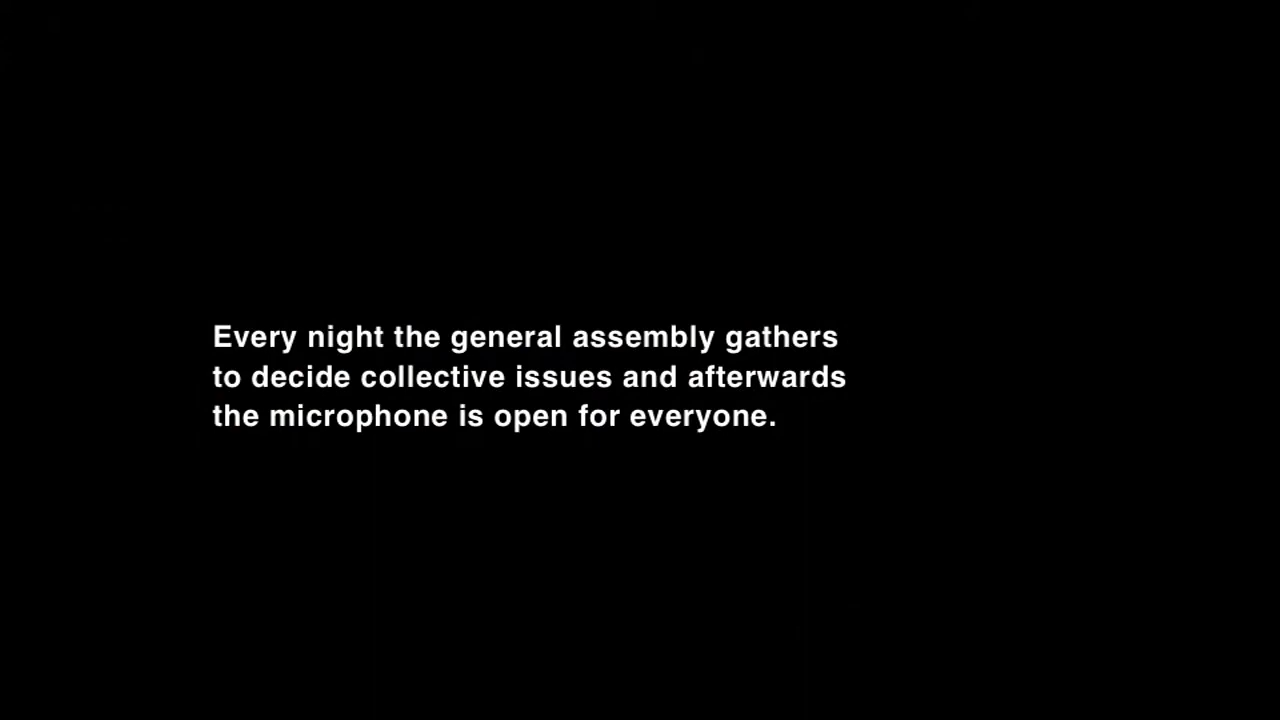 Every night the general assembly gathers
to decide collective issues and afterwards
the microphone is open for everyone.